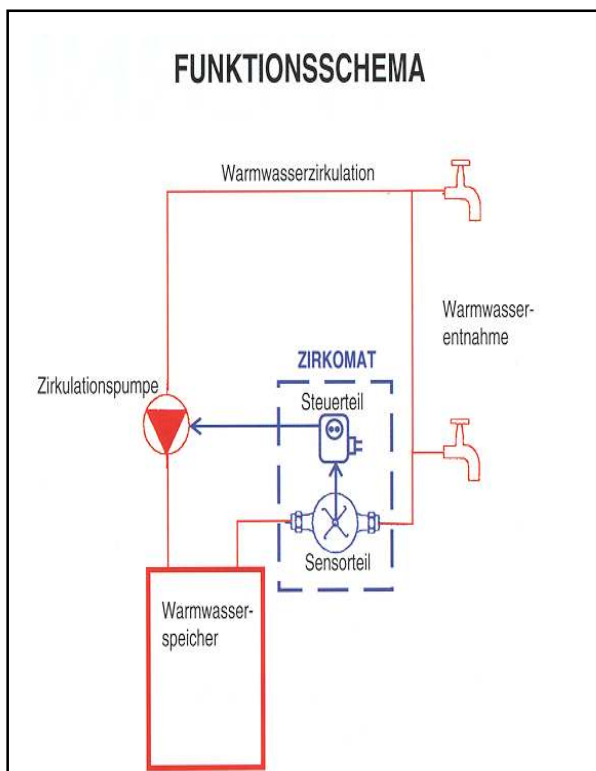 FUNKTIONSSCHEMA
Warmwasserzirkulation
Warmwasser-
entnahme
ZIRKOMAT
Zirkulationspumpe
Steuerteil
Sensorteil
Warmwasser-
speicher